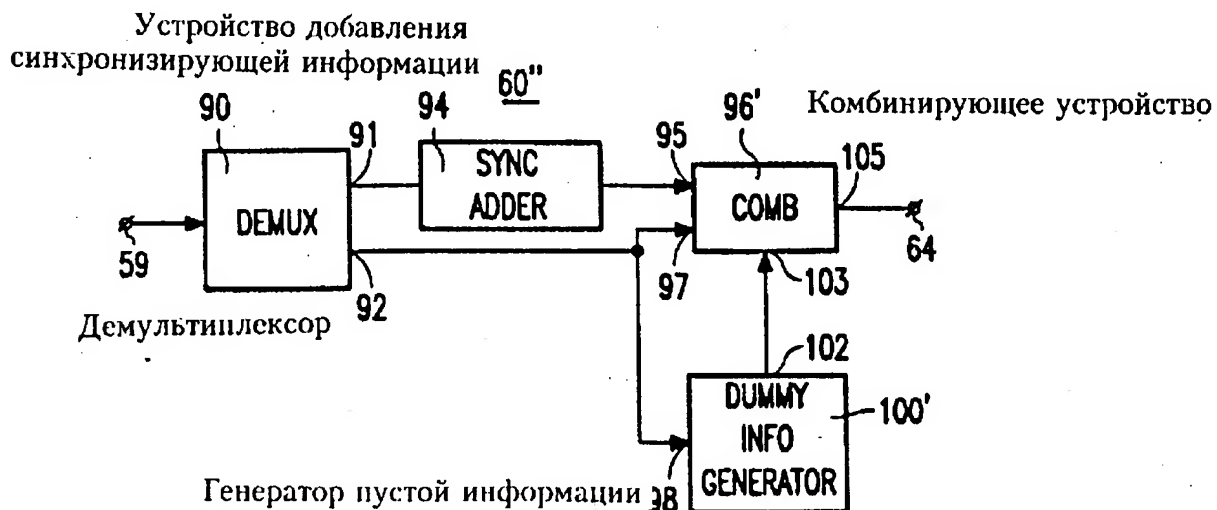 Устройство добавления
синхронизирующей информации
60"
Комбинирующее устройство
90
91
94
95
96'
105
SYNC
ADDER
DEMUX
COMB
59
92
97
103
64
Демультиплексор
102
DUMMY
INFO
GENERATOR
100'
98
Генератор пустой информации